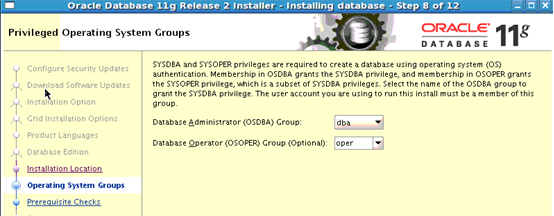 Oracle Database 11g Release 2 Installer - Installing database - Step 8 of 12
Privileged Operating System Groups
ORACLE
DATABASE
11g
Configure Security Updates
Download Software Updates
Installation Option
Grid Installation Options
Product Languages
Database Edition
Installation Location
Operating System Groups
Prerequisite Checks
SYSDBA and SYSOPER privileges are required to create a database using operating system (OS)
authentication. Membership in OSDBA grants the SYSDBA privilege, and membership in OSOPER grants
the SYSOPER privilege, which is a subset of SYSDBA privileges. Select the name of the OSDBA group to
grant the SYSDBA privilege. The user account you are using to run this install must be a member of this
group.
Database Administrator (OSDBA) Group: dba
Database Operator (OSOPER) Group (Optional): oper